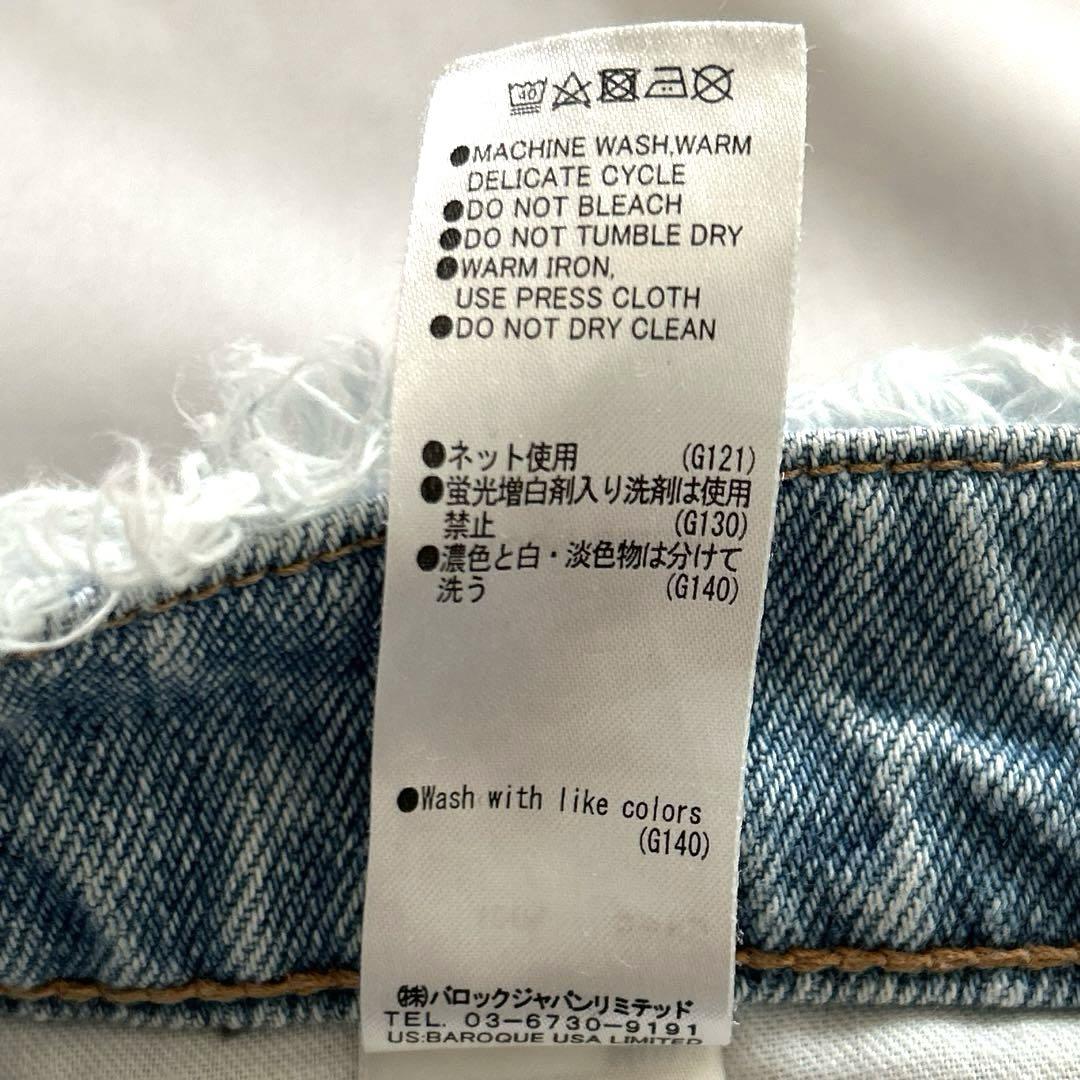 40
●MACHINE WASH,WARM
DELICATE CYCLE
●DO NOT BLEACH
●DO NOT TUMBLE DRY
●WARM IRON,
USE PRESS CLOTH
●DO NOT DRY CLEAN
●ネット使用 (G121)
●蛍光増白剤入り洗剤は使用
禁止 (G130)
●濃色と白・淡色物は分けて
洗う (G140)
●Wash with like colors
(G140)
㈱バロックジャパンリミテッド
TEL. 03-6730-9191
US:BAROQUE USA LIMITED